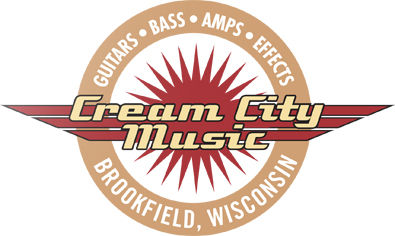 GUITARS • BASS • AMPS • EFFECTS
Cream City
Music
BROOKFIELD, WISCONSIN